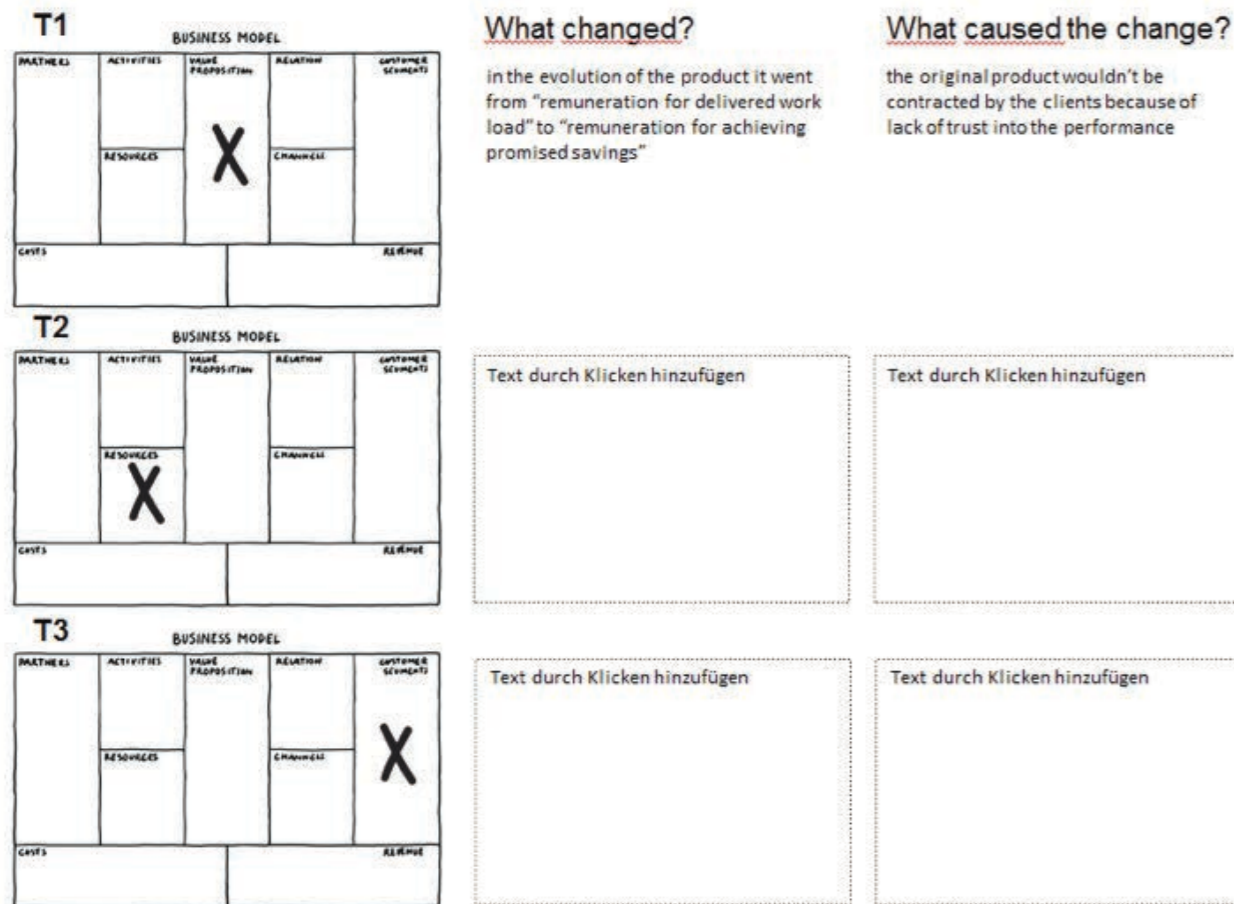 T1
What changed?
What caused the change?
BUSINESS MODEL
PARTNERS
ACTIVITIES
VALUE
PROPOSITION
RELATION
CUSTOMER
SEGMENTS
RESOURCES
CHANNELS
COSTS
REVENUE
in the evolution of the product it went
from “remuneration for delivered work
load” to “remuneration for achieving
promised savings”
the original product wouldn’t be
contracted by the clients because of
lack of trust into the performance
X
T2
BUSINESS MODEL
PARTNERS
ACTIVITIES
VALUE
PROPOSITION
RELATION
CUSTOMER
SEGMENTS
RESOURCES
CHANNELS
COSTS
REVENUE
X
Text durch Klicken hinzufügen
Text durch Klicken hinzufügen
T3
BUSINESS MODEL
PARTNERS
ACTIVITIES
VALUE
PROPOSITION
RELATION
CUSTOMER
SEGMENTS
RESOURCES
CHANNELS
COSTS
REVENUE
X
Text durch Klicken hinzufügen
Text durch Klicken hinzufügen